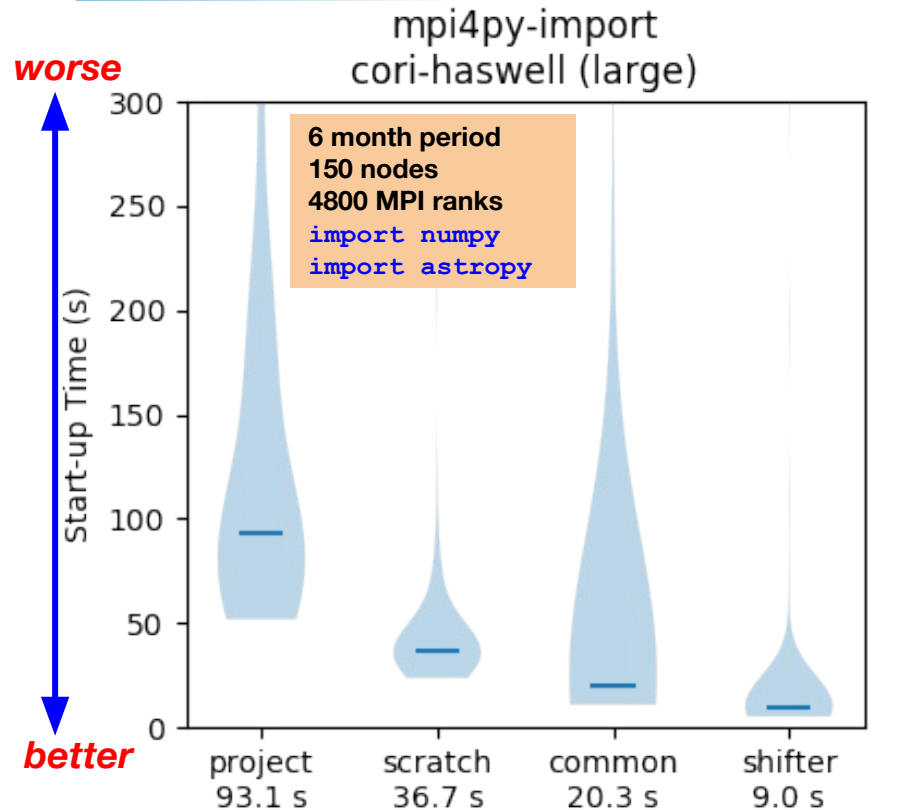 mpi4py-import
cori-haswell (large)
worse
300
6 month period
150 nodes
4800 MPI ranks
import numpy
import astropy
250
200
150
100
50
0
Start-up Time (s)
better
project
scratch
common
shifter
93.1 s
36.7 s
20.3 s
9.0 s